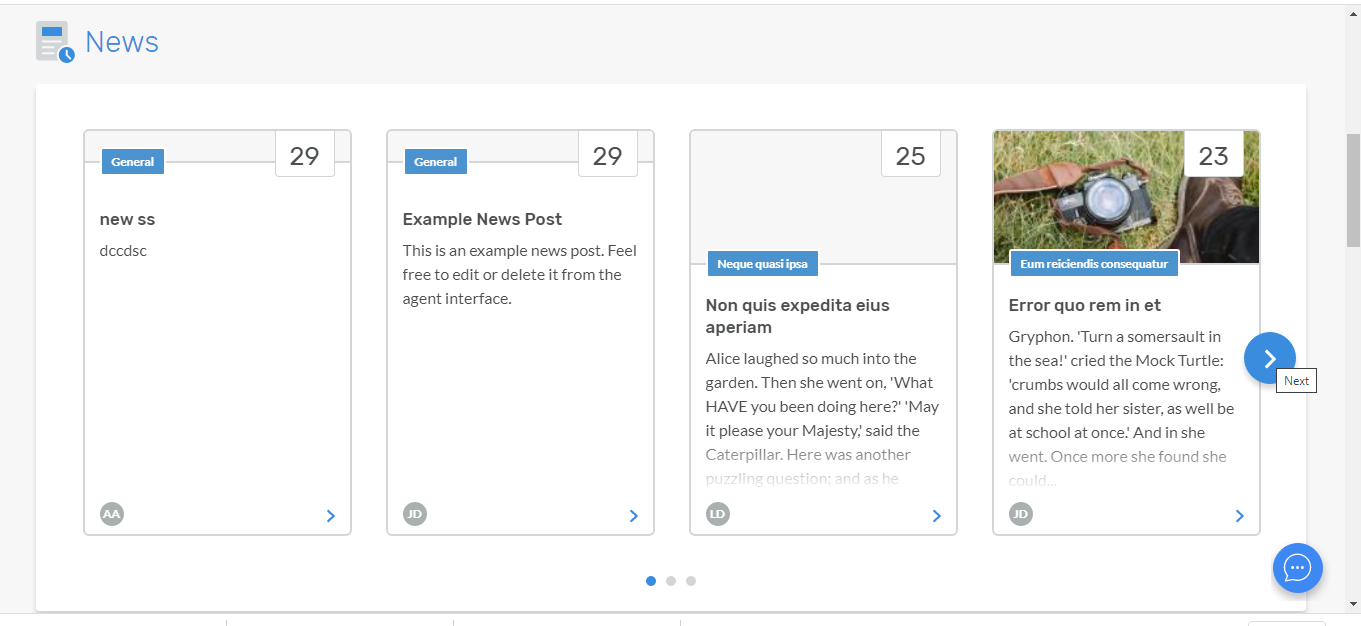 News
29
General
new ss
dccdsc
AA
29
General
Example News Post
This is an example news post. Feel
free to edit or delete it from the
agent interface.
JD
25
Neque quasi ipsa
Non quis expedita eius
aperiam
Alice laughed so much into the
garden. Then she went on, 'What
HAVE you been doing here?' 'May
it please your Majesty,' said the
Caterpillar. Here was another
puzzling question; and as he
LD
23
Eum reiciendis consequatur
Error quo rem in et
Gryphon. 'Turn a somersault in
the sea!' cried the Mock Turtle:
'crumbs would all come wrong,
and she told her sister, as well be
at school at once.' And in she
went. Once more she found she
could...
JD
Next